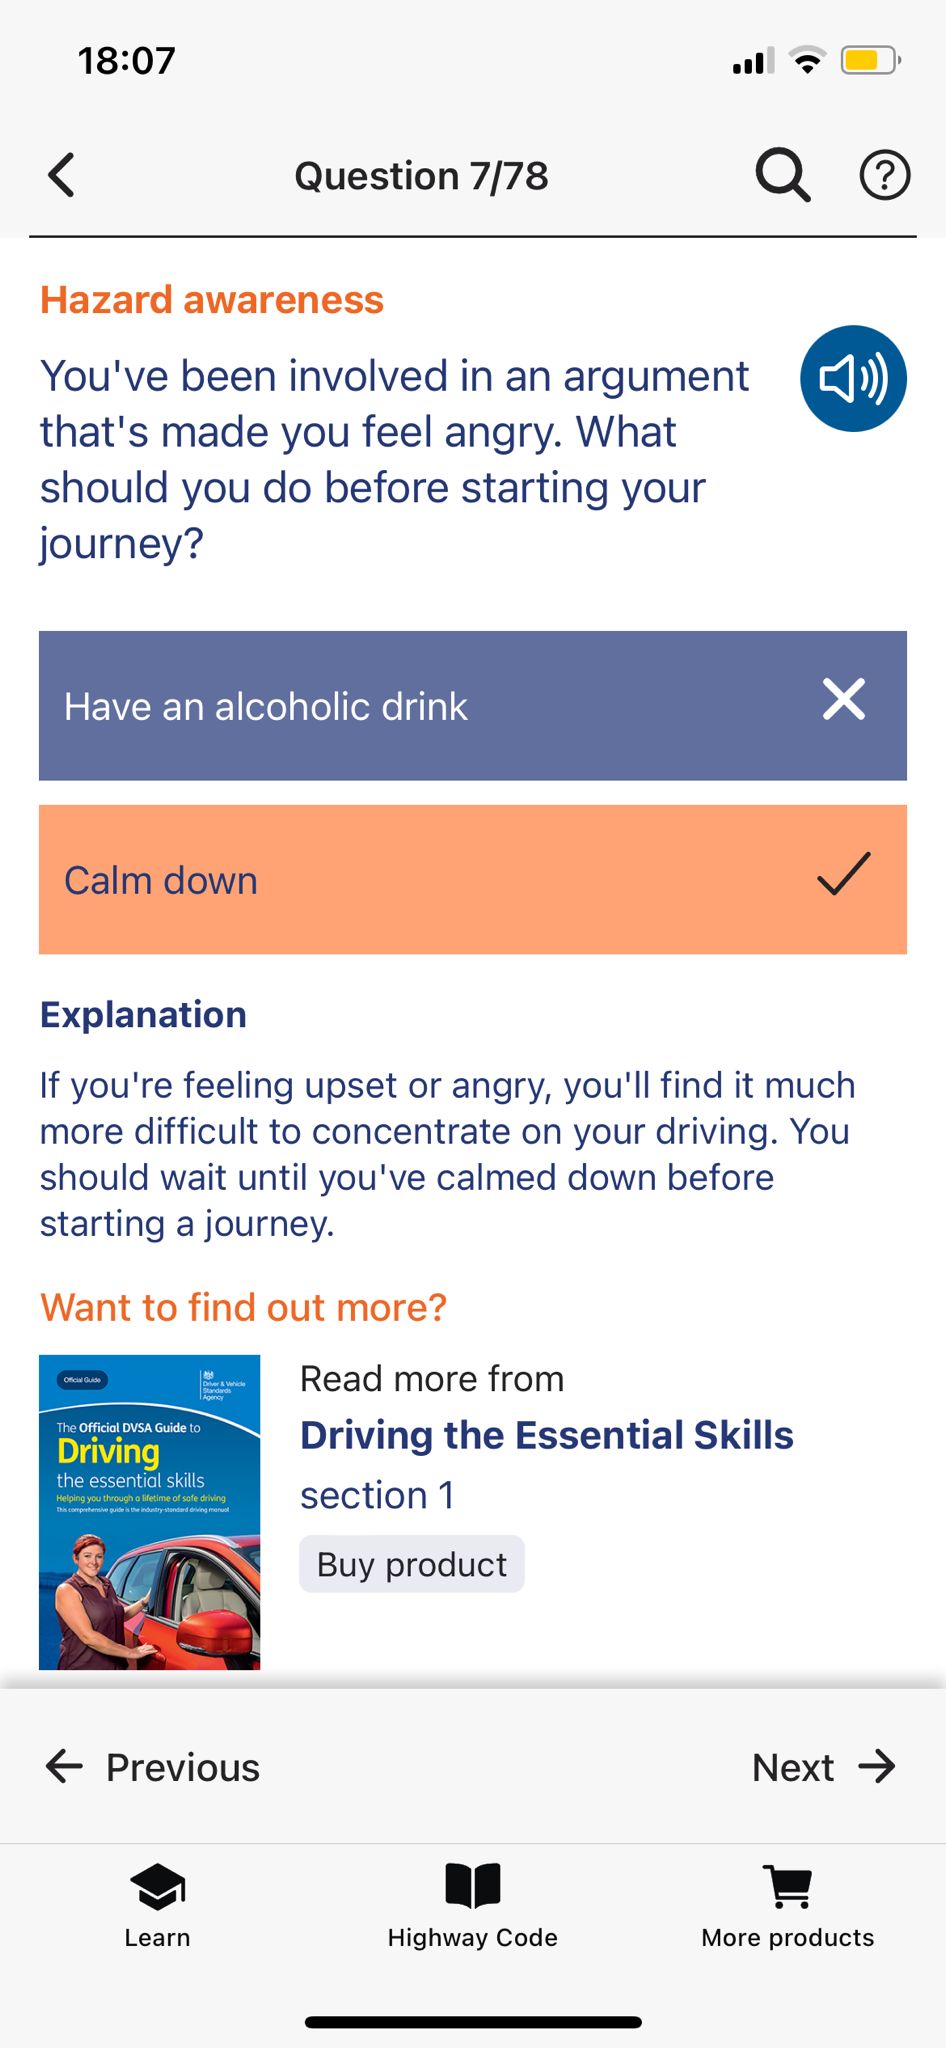 18:07
Question 7/78
Hazard awareness
You've been involved in an argument
that's made you feel angry. What
should you do before starting your
journey?
Have an alcoholic drink
Calm down
Explanation
If you're feeling upset or angry, you'll find it much
more difficult to concentrate on your driving. You
should wait until you've calmed down before
starting a journey.
Want to find out more?
Official Guide
Driver & Vehicle
Standards
Agency
The Official DVSA Guide to
Driving
the essential skills
Helping you through a lifetime of safe driving
This comprehensive guide is the industry-standard driving manual
Read more from
Driving the Essential Skills
section 1
Buy product
Previous
Next
Learn
Highway Code
More products